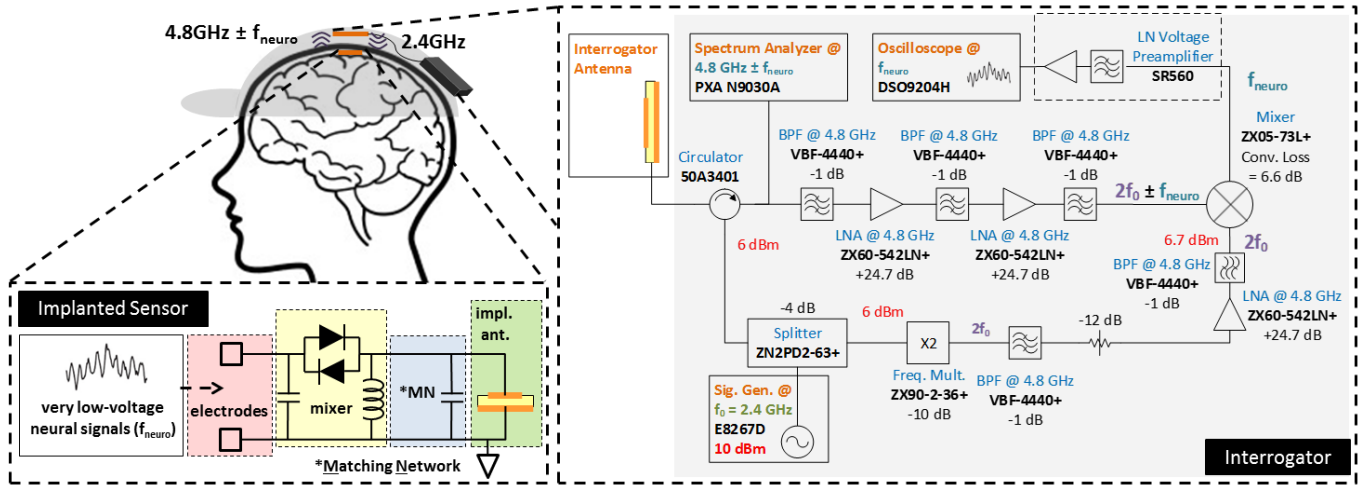 4.8GHz ± fneuro
2.4GHz
Implanted Sensor
very low-voltage
neural signals (fneuro)
electrodes
mixer
*MN
impl.
ant.
*Matching Network
Interrogator
Antenna
Spectrum Analyzer @
4.8 GHz ± fneuro
PXA N9030A
Oscilloscope @
fneuro
DSO9204H
LN Voltage
Preamplifier
SR560
fneuro
Mixer
ZX05-73L+
Conv. Loss
= 6.6 dB
Circulator
50A3401
BPF @ 4.8 GHz
VBF-4440+
-1 dB
BPF @ 4.8 GHz
VBF-4440+
-1 dB
BPF @ 4.8 GHz
VBF-4440+
-1 dB
2f0 ± fneuro
LNA @ 4.8 GHz
ZX60-542LN+
+24.7 dB
LNA @ 4.8 GHz
ZX60-542LN+
+24.7 dB
6 dBm
6.7 dBm
2f0
BPF @ 4.8 GHz
VBF-4440+
-1 dB
LNA @ 4.8 GHz
ZX60-542LN+
+24.7 dB
-4 dB
Splitter
ZN2PD2-63+
6 dBm
X2
Freq. Mult.
ZX90-2-36+
-10 dB
2f0
BPF @ 4.8 GHz
VBF-4440+
-1 dB
-12 dB
Sig. Gen. @
f0 = 2.4 GHz
E8267D
10 dBm
Interrogator